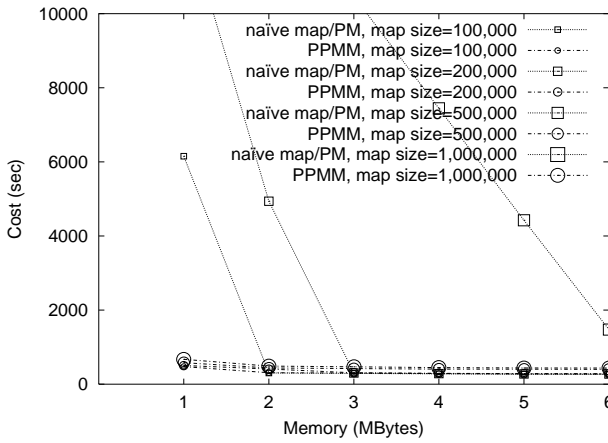 10000
8000
6000
4000
2000
0
Cost (sec)
naïve map/PM, map size=100,000
PPMM, map size=100,000
naïve map/PM, map size=200,000
PPMM, map size=200,000
naïve map/PM, map size=500,000
PPMM, map size=500,000
naïve map/PM, map size=1,000,000
PPMM, map size=1,000,000
1 2 3 4 5 6
Memory (MBytes)